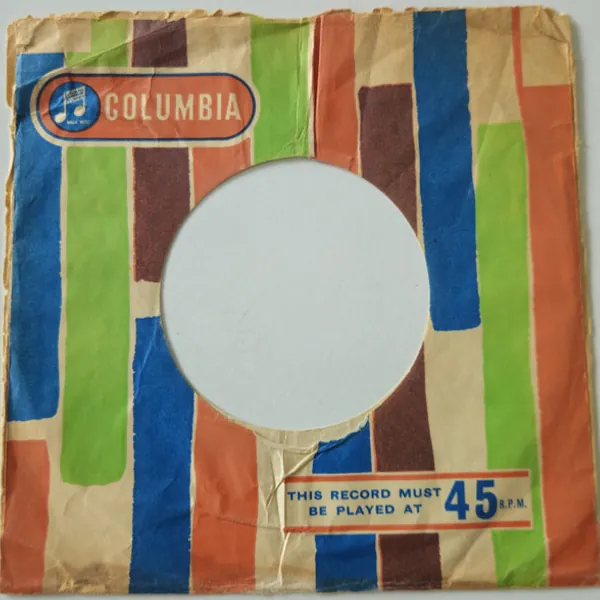 COLUMBIA
THIS RECORD MUST
BE PLAYED AT 45 R.P.M.